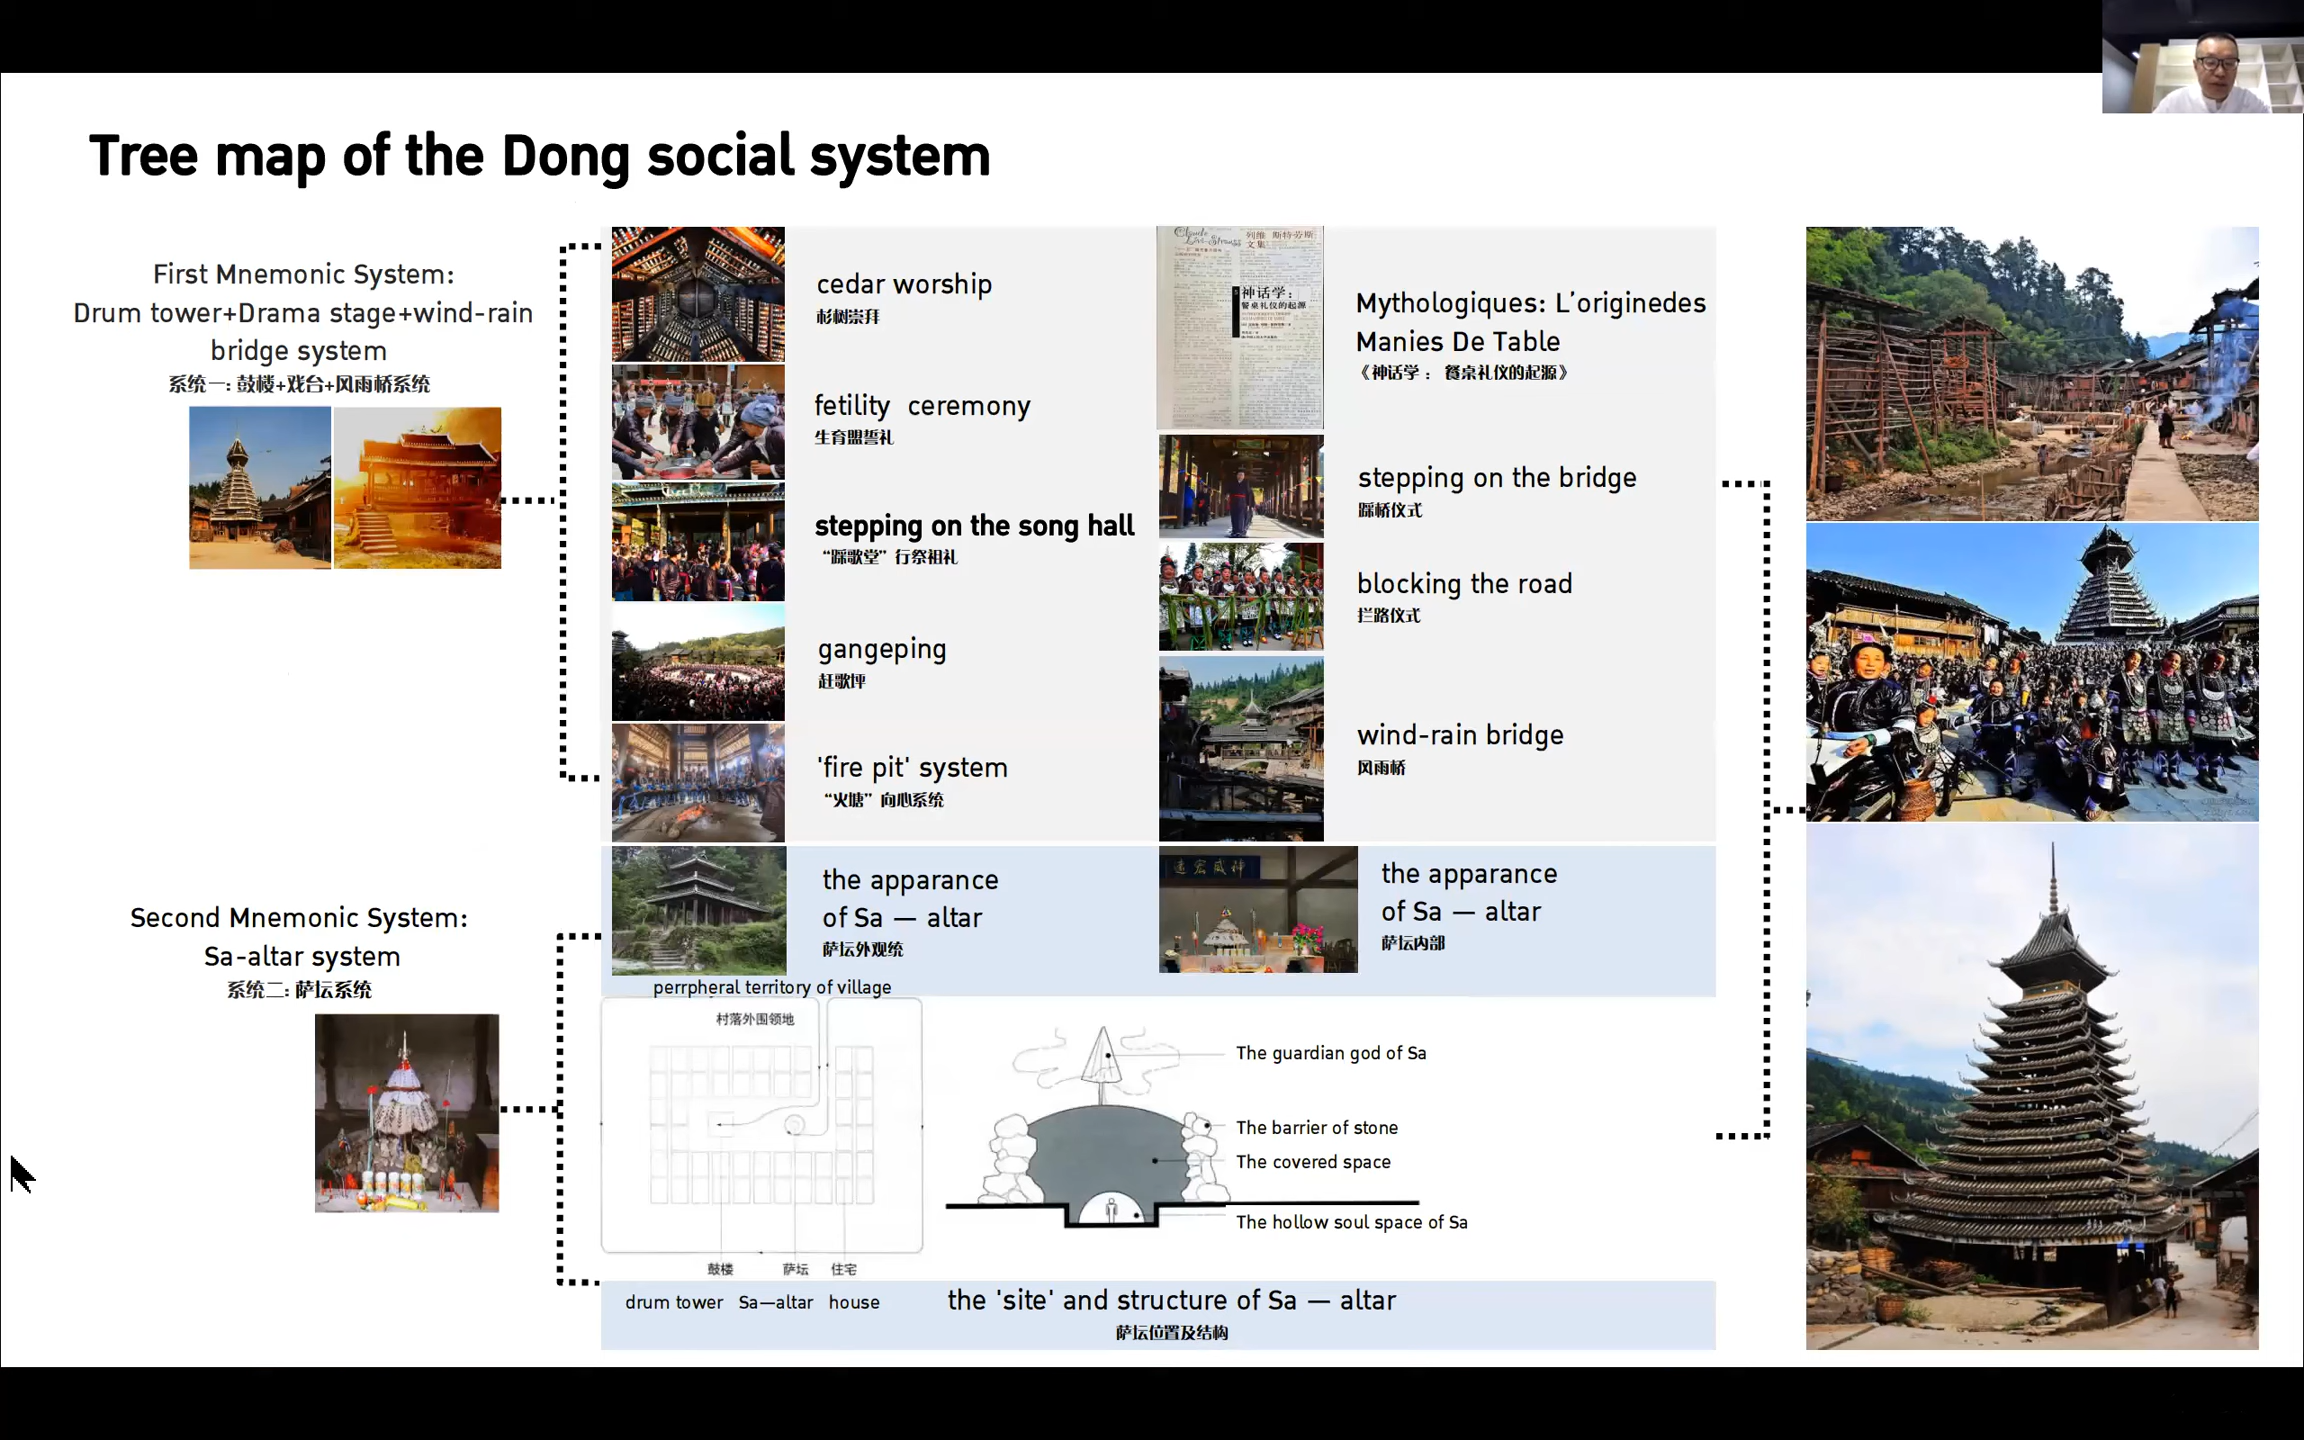 Tree map of the Dong social system
First Mnemonic System:
Drum tower+Drama stage+wind-rain
bridge system
系统一：鼓楼+戏台+风雨桥系统
cedar worship
杉树崇拜
fetility ceremony
生育盟誓礼
stepping on the song hall
“踩歌堂”行祭祖礼
gangeping
赶歌坪
'fire pit' system
“火塘”向心系统
列维 斯特劳斯
文集
神话学：
餐桌礼仪的起源
Mythologiques: L’originedes
Manies De Table
《神话学： 餐桌礼仪的起源》
stepping on the bridge
踩桥仪式
blocking the road
拦路仪式
wind-rain bridge
风雨桥
Second Mnemonic System:
Sa-altar system
系统二：萨坛系统
the apparance
of Sa — altar
萨坛外观统
遠宏威神
the apparance
of Sa — altar
萨坛内部
perrpheral territory of village
村落外围领地
鼓楼 萨坛 住宅
drum tower Sa—altar house
The guardian god of Sa
The barrier of stone
The covered space
The hollow soul space of Sa
the 'site' and structure of Sa — altar
萨坛位置及结构